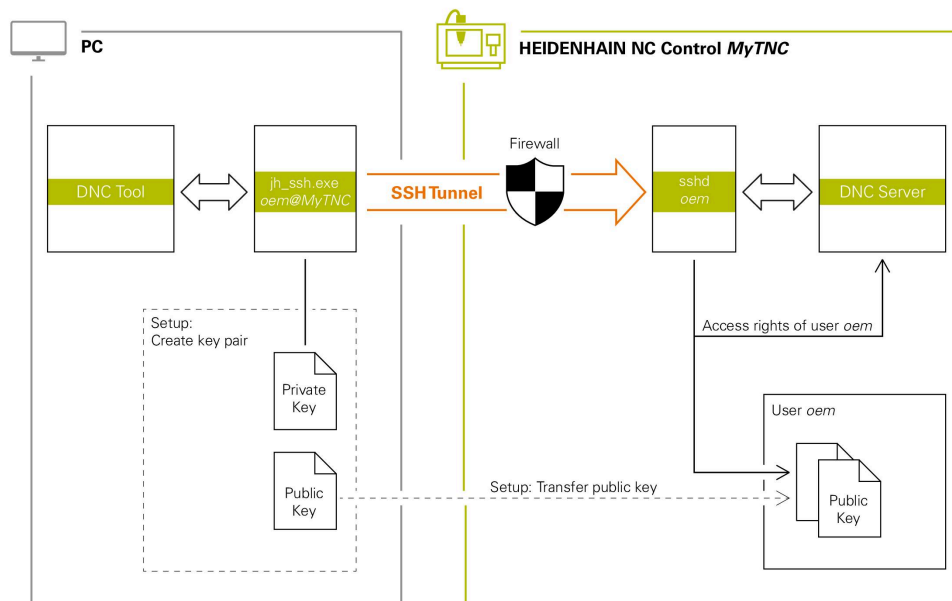 PC
HEIDENHAIN NC Control MyTNC
Firewall
DNC Tool
jh_ssh.exe
oem@MyTNC
SSH Tunnel
sshd
oem
DNC Server
Setup:
Create key pair
Access rights of user oem
Private
Key
User oem
Public
Key
Setup: Transfer public key
Public
Key